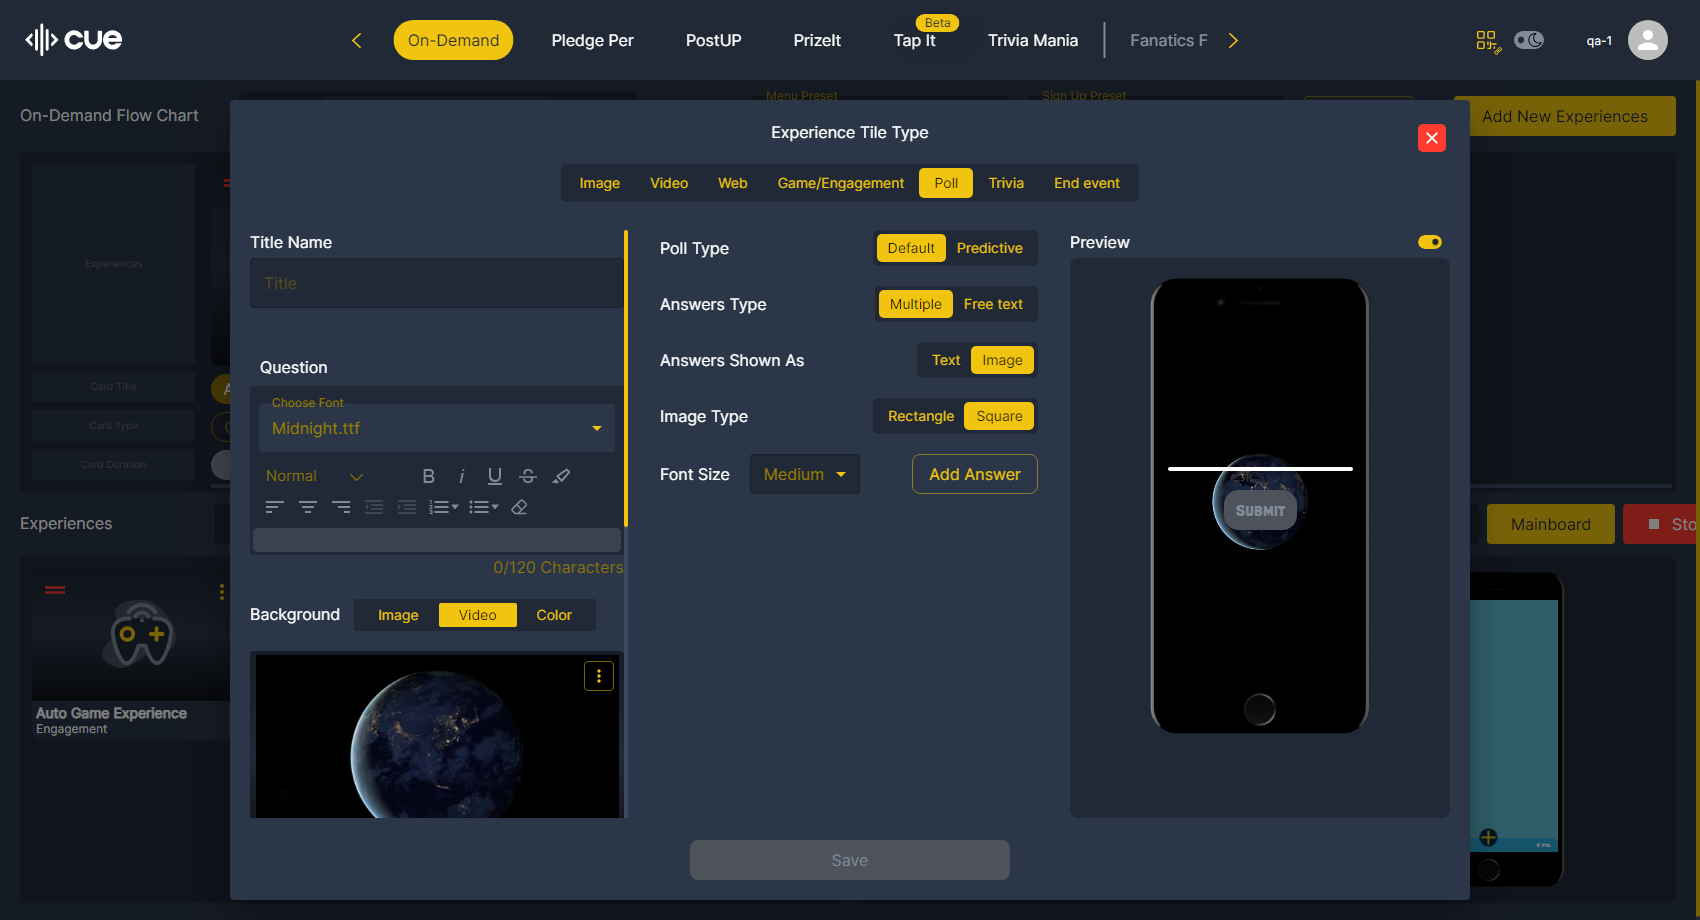 cue
On-Demand
Pledge Per
PostUP
PrizeIt
Beta
Tap It
Trivia Mania
Fanatics F
qa-1
On-Demand Flow Chart
Menu Preset
Sign Up Preset
Add New Experiences
Experience Tile Type
Image
Video
Web
Game/Engagement
Poll
Trivia
End event
Experiences
Card Title
Card Type
Card Duration
Title Name
Title
Question
Choose Font
Midnight.ttf
Normal
B
i
U
S
0/120 Characters
Background
Image
Video
Color
Poll Type
Default
Predictive
Answers Type
Multiple
Free text
Answers Shown As
Text
Image
Image Type
Rectangle
Square
Font Size
Medium
Add Answer
Preview
SUBMIT
Experiences
Mainboard
Sto
Auto Game Experience
Engagement
0 Pts.
Save